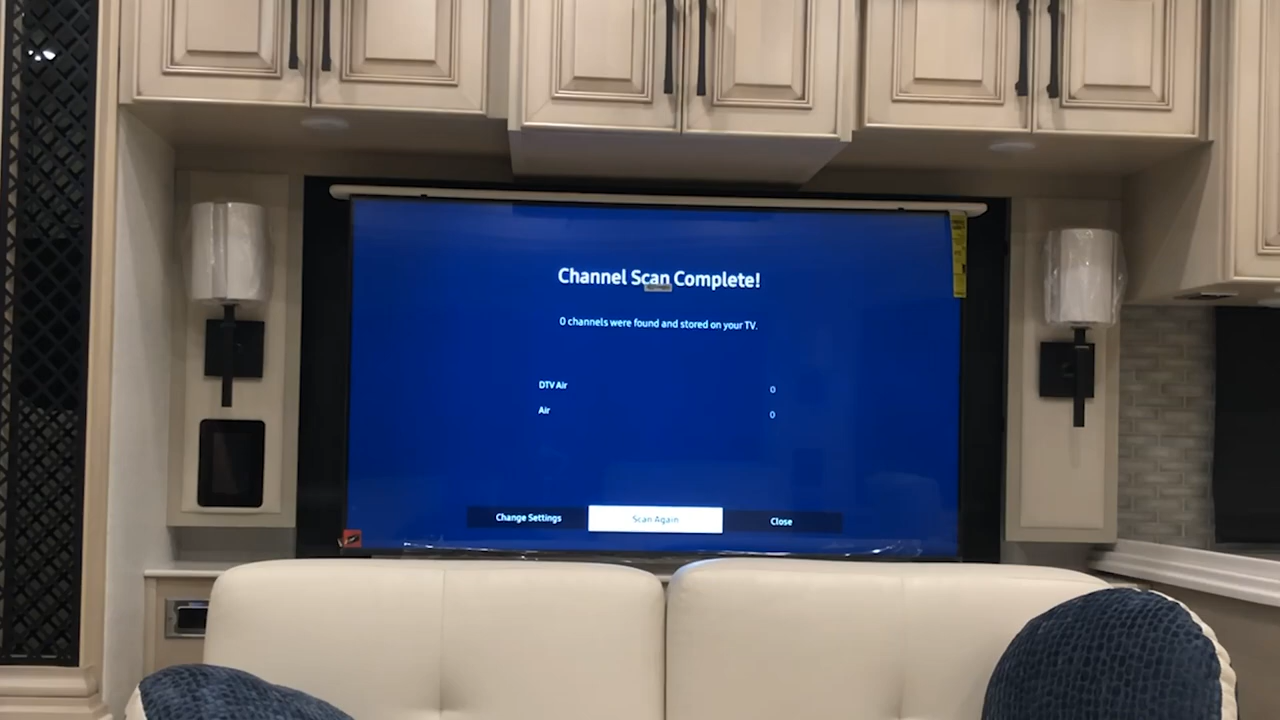 Channel Scan Complete!
0 channels were found and stored on your TV.
DTV Air 0
Air 0
Change Settings Scan Again Close